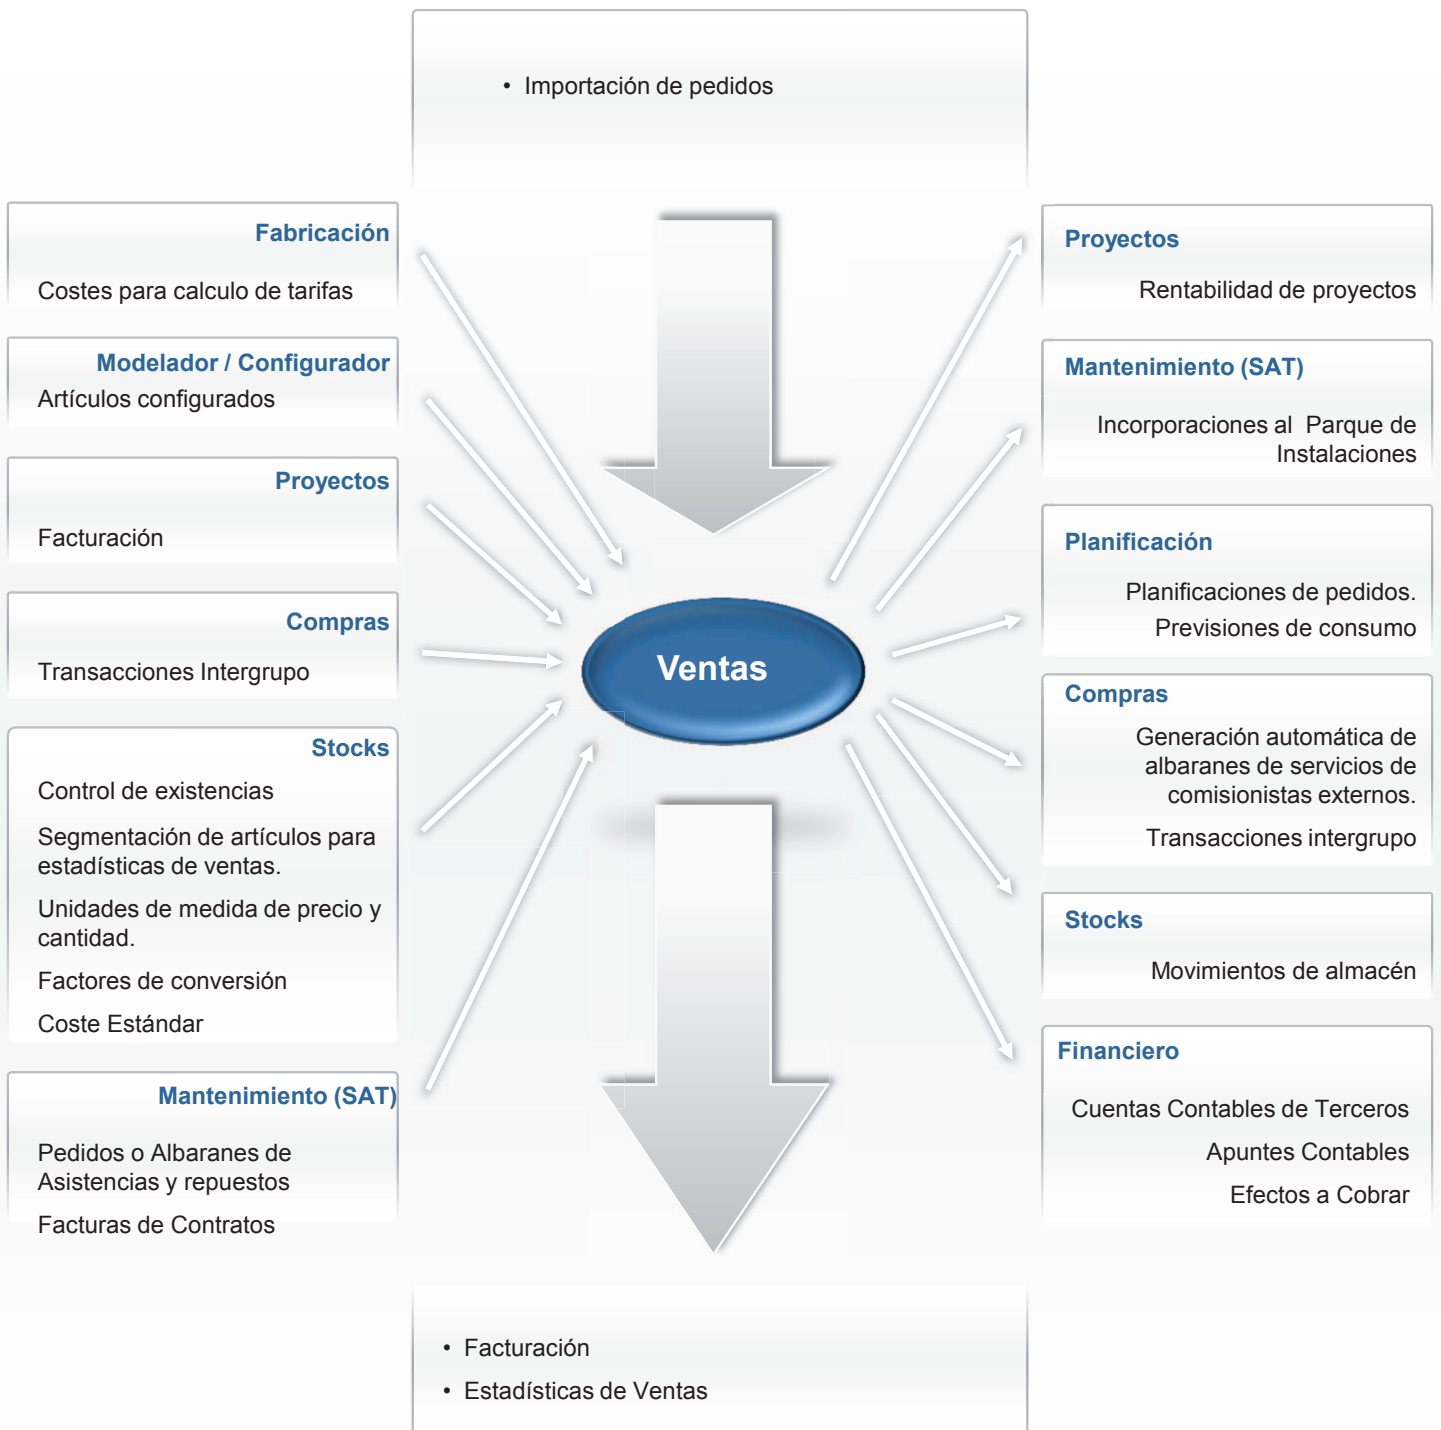 • Importación de pedidos
Fabricación
Costes para calculo de tarifas
Modelador / Configurador
Artículos configurados
Proyectos
Facturación
Compras
Transacciones Intergrupo
Stocks
Control de existencias
Segmentación de artículos para
estadísticas de ventas.
Unidades de medida de precio y
cantidad.
Factores de conversión
Coste Estándar
Mantenimiento (SAT)
Pedidos o Albaranes de
Asistencias y repuestos
Facturas de Contratos
Ventas
Proyectos
Rentabilidad de proyectos
Mantenimiento (SAT)
Incorporaciones al Parque de
Instalaciones
Planificación
Planificaciones de pedidos.
Previsiones de consumo
Compras
Generación automática de
albaranes de servicios de
comisionistas externos.
Transacciones intergrupo
Stocks
Movimientos de almacén
Financiero
Cuentas Contables de Terceros
Apuntes Contables
Efectos a Cobrar
• Facturación
• Estadísticas de Ventas